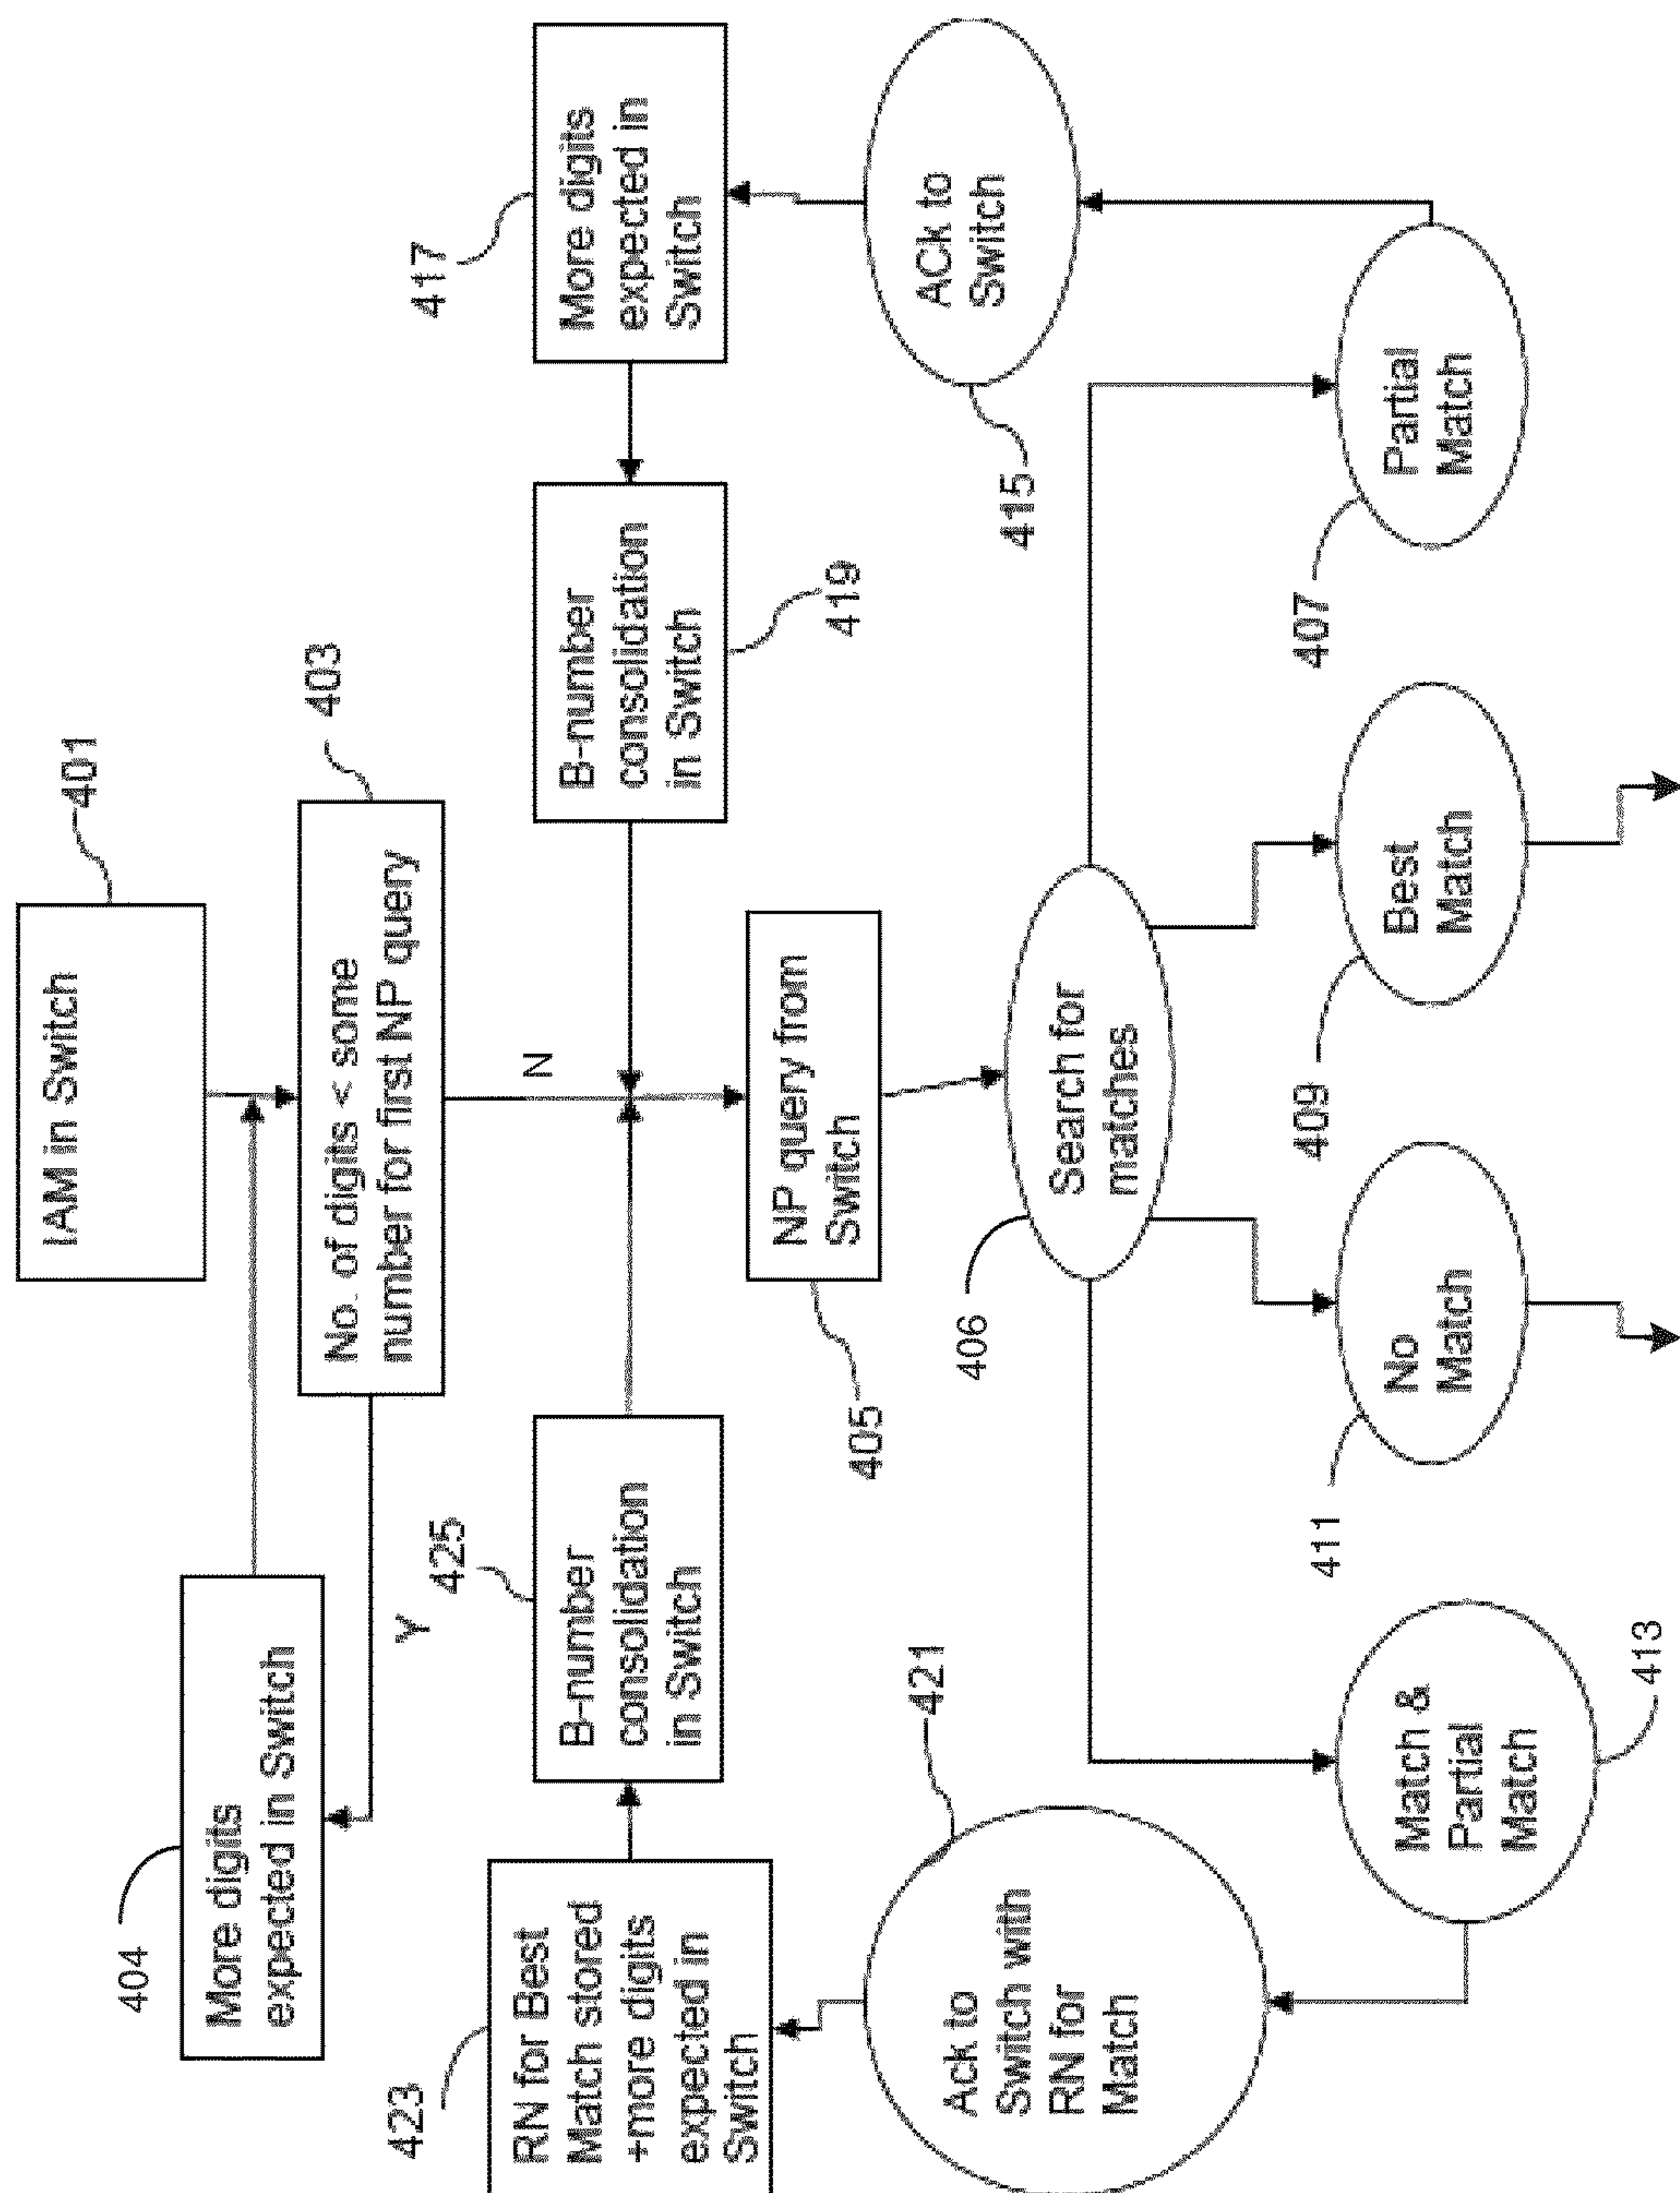 401
IAM in Switch
403
No. of digits < some
number for first NP query
404
More digits
expected in Switch
Y
N
417
More digits
expected in
Switch
419
B-number
consolidation
in Switch
425
B-number
consolidation
in Switch
423
RN for Best
Match stored
+more digits
expected in
Switch
405
NP query from
Switch
415
ACk to
Switch
421
Ack to
Switch with
RN for
Match
406
Search for
matches
413
Match &
Partial
Match
411
No
Match
409
Best
Match
407
Partial
Match